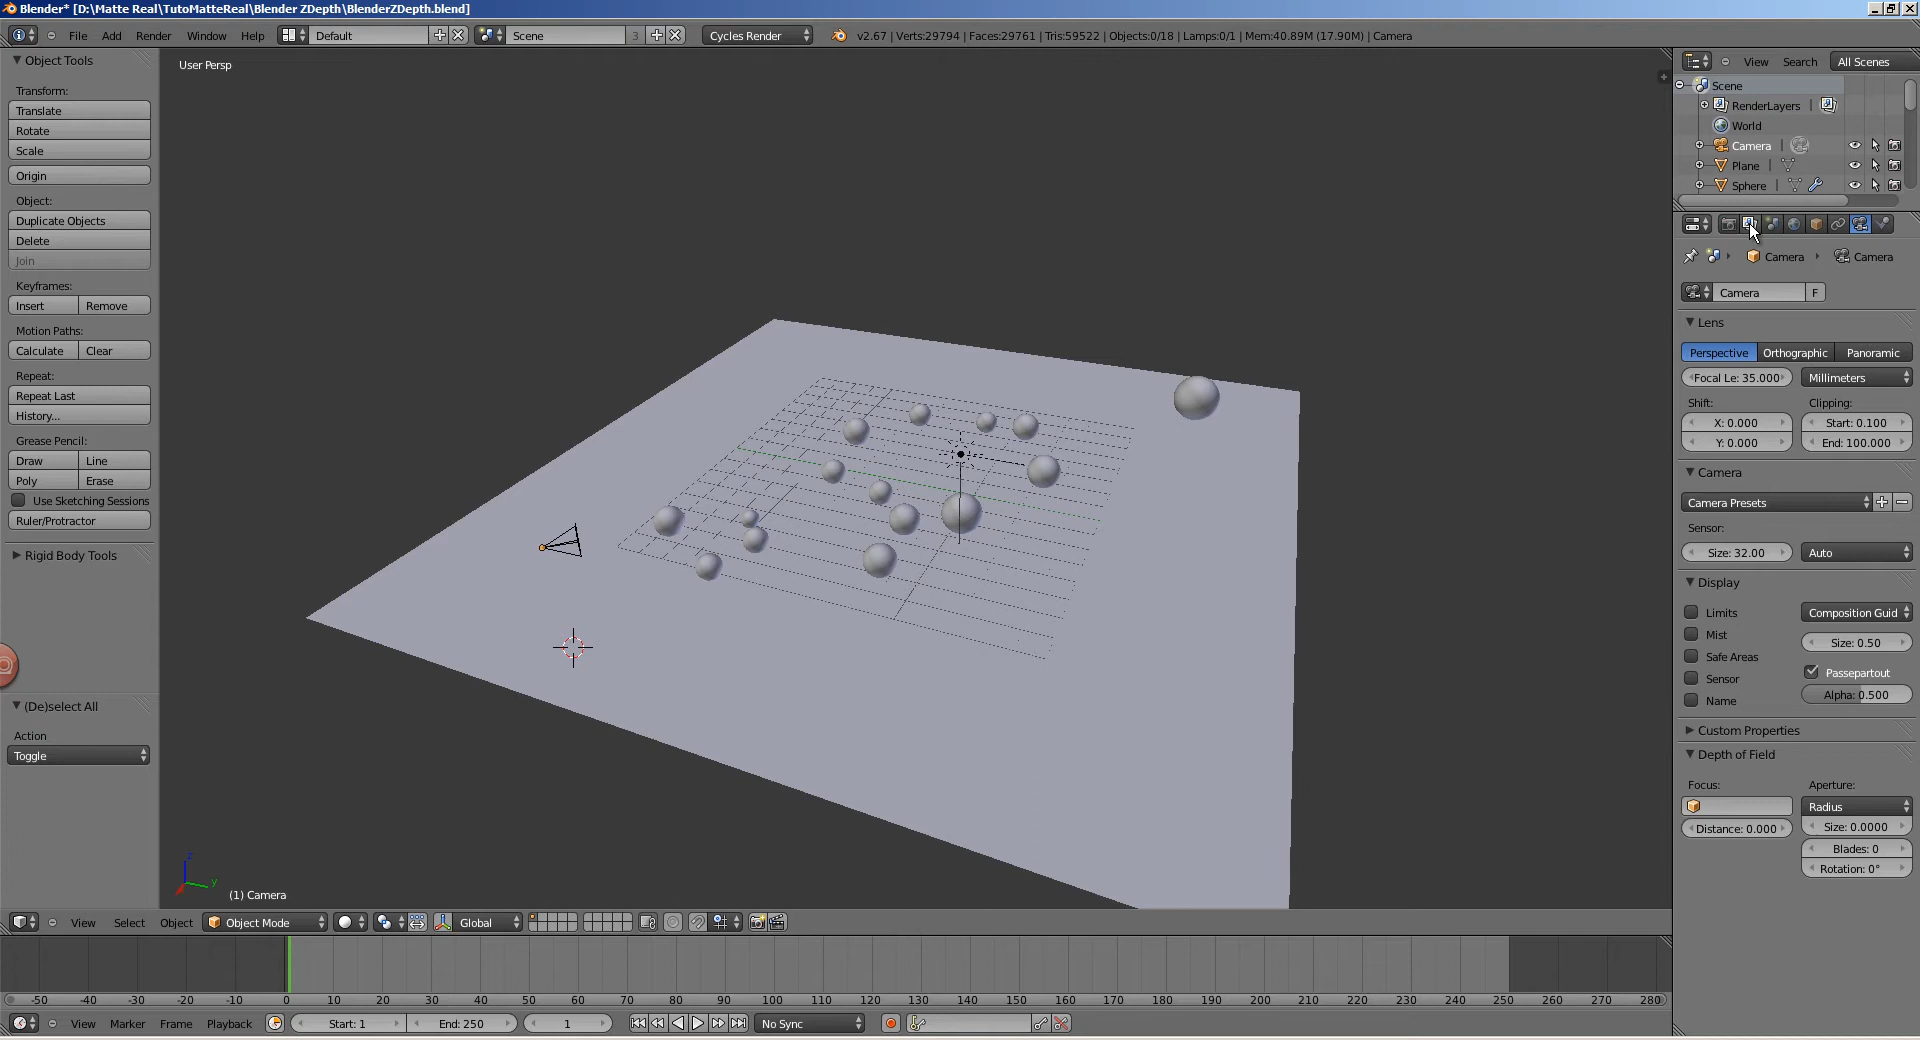 Blender* [D:\Matte Real\TutoMatteReal\Blender ZDepth\BlenderZDepth.blend]
File Add Render Window Help Default Scene 3 Cycles Render v2.67 | Verts:29794 | Faces:29761 | Tris:59522 | Objects:0/18 | Lamps:0/1 | Mem:40.89M (17.90M) | Camera
Object Tools
Transform:
Translate
Rotate
Scale
Origin
Object:
Duplicate Objects
Delete
Join
Keyframes:
Insert Remove
Motion Paths:
Calculate Clear
Repeat:
Repeat Last
History...
Grease Pencil:
Draw Line
Poly Erase
Use Sketching Sessions
Ruler/Protractor
Rigid Body Tools
(De)select All
Action
Toggle
User Persp
z
y
(1) Camera
View Select Object Object Mode Global
-50 -40 -30 -20 -10 0 10 20 30 40 50 60 70 80 90 100 110 120 130 140 150 160 170 180 190 200 210 220 230 240 250 260 270 280
View Marker Frame Playback Start: 1 End: 250 1 No Sync
View Search All Scenes
Scene
RenderLayers |
World
Camera |
Plane |
Sphere |
Camera Camera
Camera F
Lens
Perspective Orthographic Panoramic
Focal Le: 35.000 Millimeters
Shift: Clipping:
X: 0.000 Start: 0.100
Y: 0.000 End: 100.000
Camera
Camera Presets
Sensor:
Size: 32.00 Auto
Display
Limits Composition Guid
Mist Size: 0.50
Safe Areas Passepartout
Sensor Alpha: 0.500
Name
Custom Properties
Depth of Field
Focus: Aperture:
Radius
Distance: 0.000 Size: 0.0000
Blades: 0
Rotation: 0°